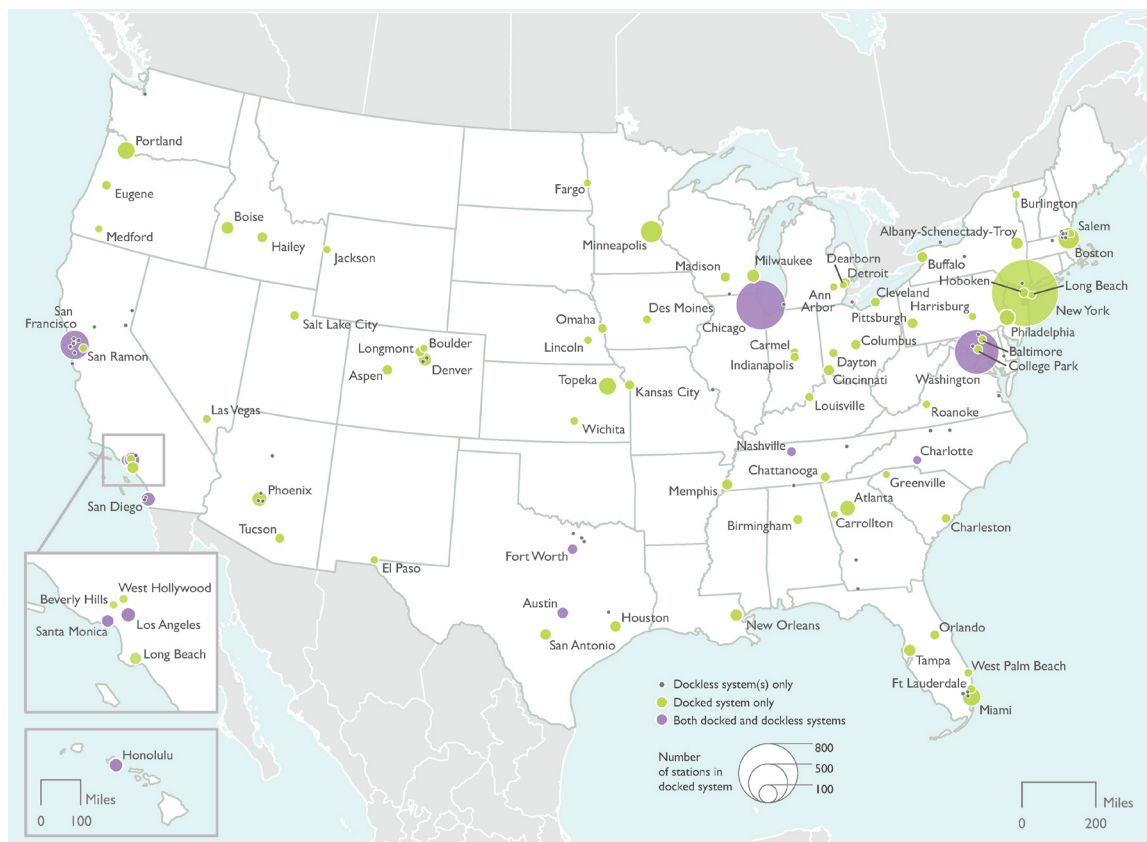 Portland
Eugene
Medford
Boise
Hailey
Jackson
Fargo
Minneapolis
Madison
Milwaukee
Dearborn
Detroit
Ann
Arbor
Chicago
Burlington
Albany-Schenectady-Troy
Salem
Boston
Buffalo
Hoboken
Long Beach
New York
Cleveland
Harrisburg
Pittsburgh
Philadelphia
Baltimore
College Park
Washington
San
Francisco
San Ramon
Salt Lake City
Longmont
Boulder
Aspen
Denver
Des Moines
Omaha
Lincoln
Topeka
Kansas City
Wichita
Carmel
Indianapolis
Columbus
Dayton
Cincinnati
Louisville
Roanoke
Las Vegas
Nashville
Charlotte
Chattanooga
Memphis
Greenville
Atlanta
Carrollton
Birmingham
Charleston
San Diego
Phoenix
Tucson
El Paso
Fort Worth
Austin
Houston
San Antonio
New Orleans
Orlando
Tampa
West Palm Beach
Ft Lauderdale
Miami
West Hollywood
Beverly Hills
Santa Monica
Los Angeles
Long Beach
Honolulu
Miles
0 100
Dockless system(s) only
Docked system only
Both docked and dockless systems
Number
of stations in
docked system
800
500
100
Miles
0 200